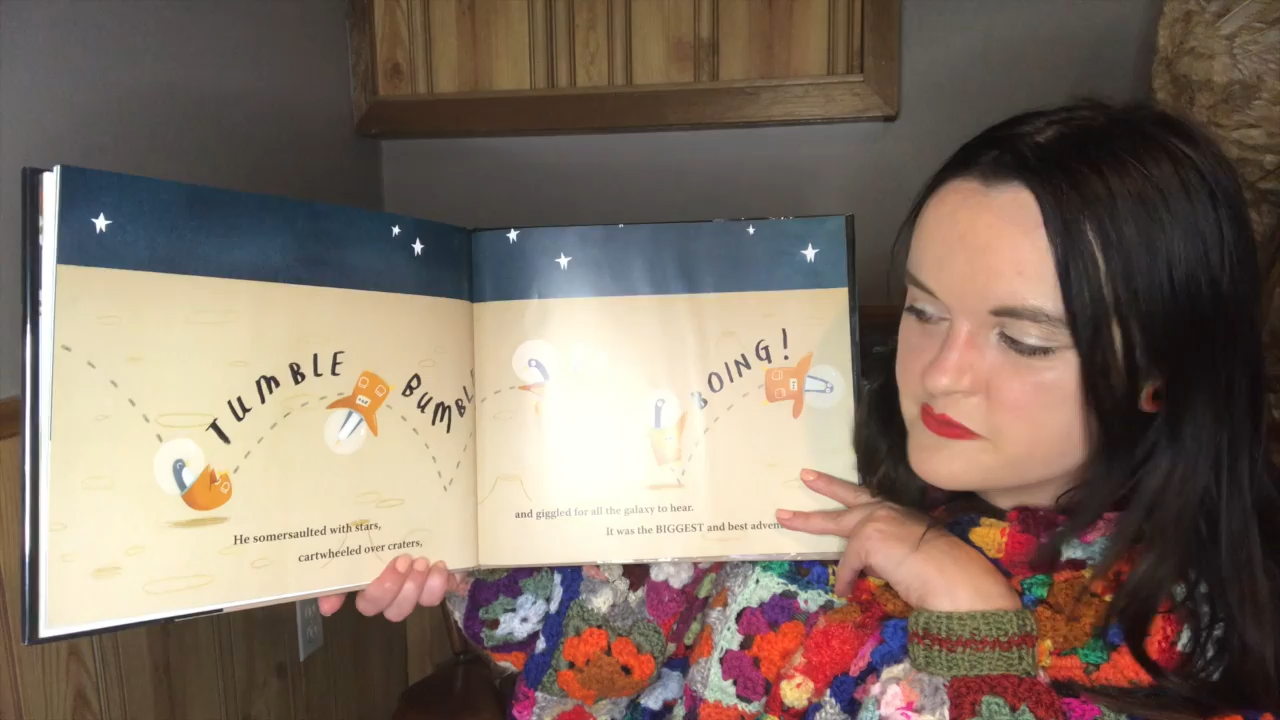 TUMBLE
BUMBL
BOING!
He somersaulted with stars,
cartwheeled over craters,
and giggled for all the galaxy to hear.
It was the BIGGEST and best